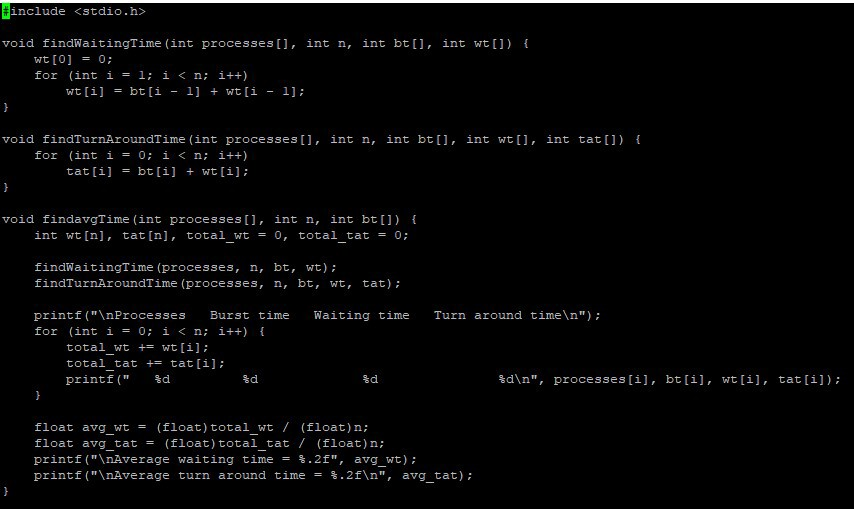 #include <stdio.h>

void findWaitingTime(int processes[], int n, int bt[], int wt[]) {
    wt[0] = 0;
    for (int i = 1; i < n; i++)
        wt[i] = bt[i - 1] + wt[i - 1];
}

void findTurnAroundTime(int processes[], int n, int bt[], int wt[], int tat[]) {
    for (int i = 0; i < n; i++)
        tat[i] = bt[i] + wt[i];
}

void findavgTime(int processes[], int n, int bt[]) {
    int wt[n], tat[n], total_wt = 0, total_tat = 0;

    findWaitingTime(processes, n, bt, wt);
    findTurnAroundTime(processes, n, bt, wt, tat);

    printf("\nProcesses   Burst time   Waiting time   Turn around time\n");
    for (int i = 0; i < n; i++) {
        total_wt += wt[i];
        total_tat += tat[i];
        printf("   %d         %d             %d               %d\n", processes[i], bt[i], wt[i], tat[i]);
    }

    float avg_wt = (float)total_wt / (float)n;
    float avg_tat = (float)total_tat / (float)n;
    printf("\nAverage waiting time = %.2f", avg_wt);
    printf("\nAverage turn around time = %.2f\n", avg_tat);
}